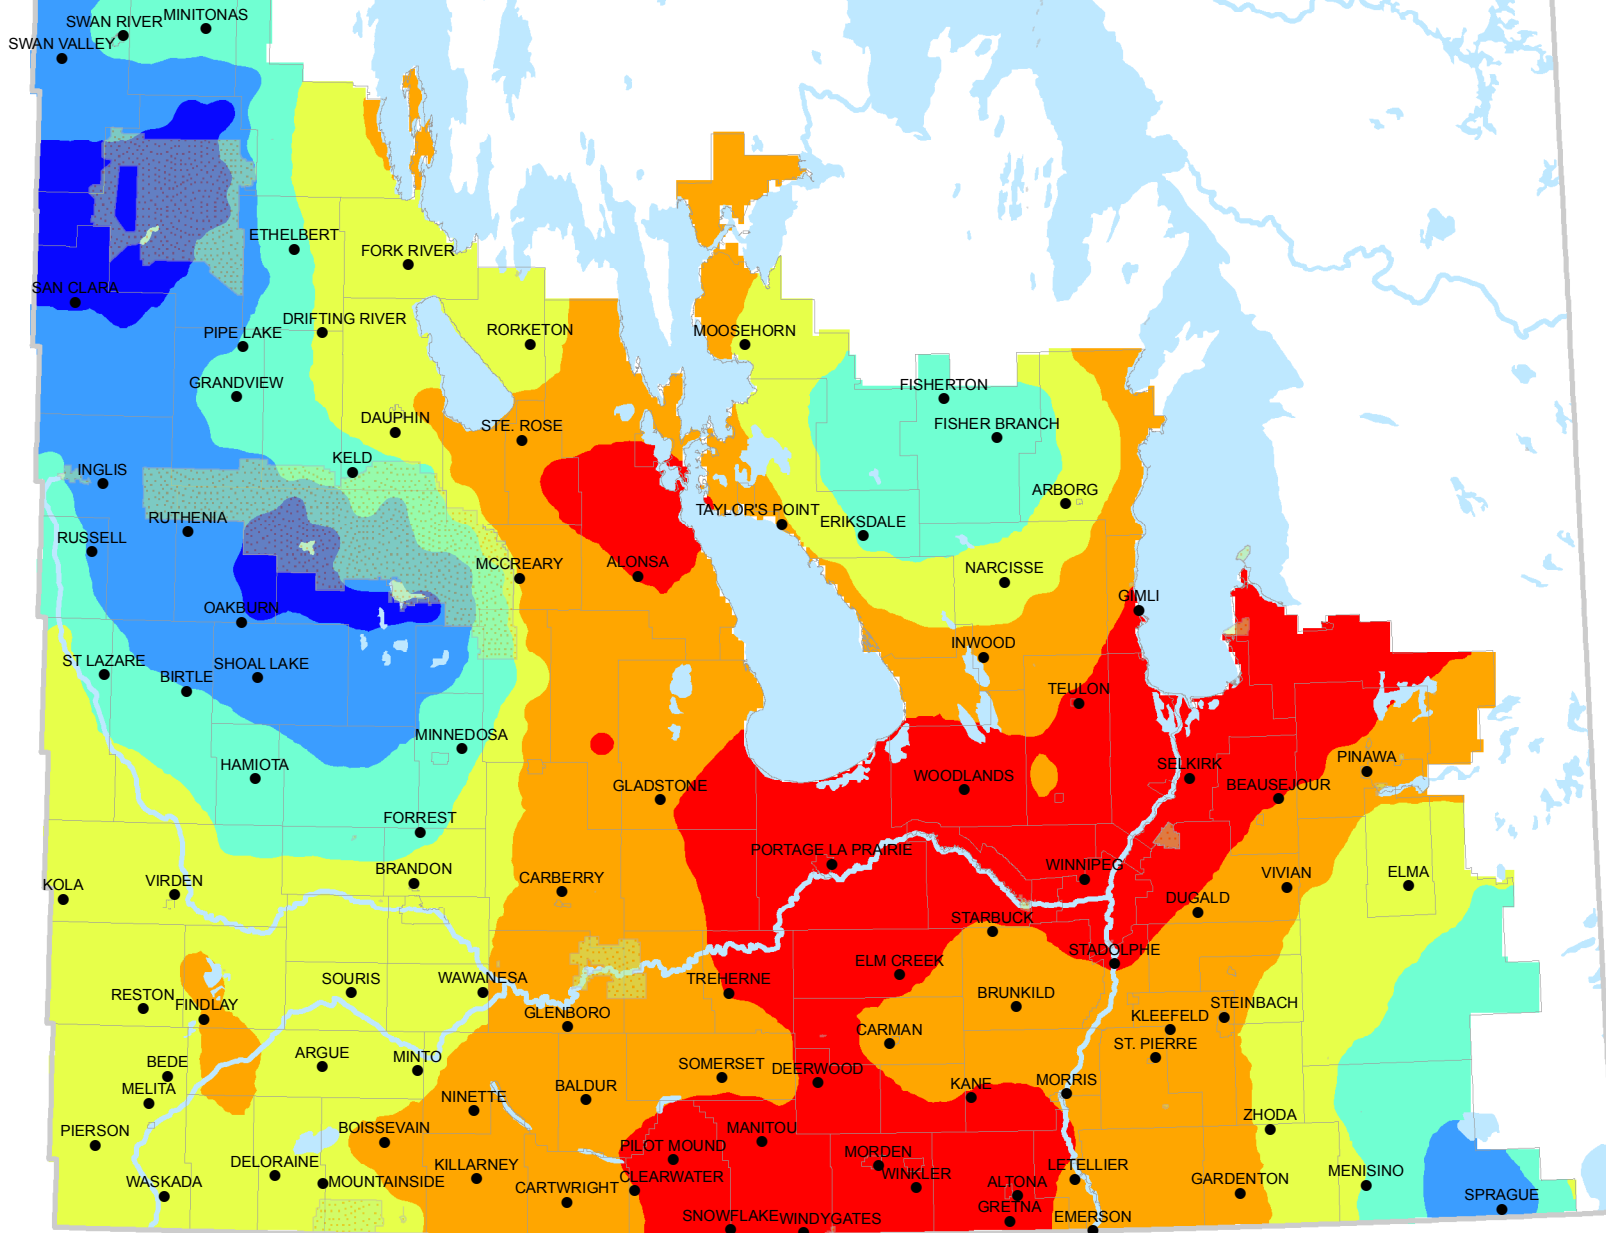 MINITONAS
SWAN RIVER
SWAN VALLEY
ETHELBERT
FORK RIVER
SAN CLARA
DRIFTING RIVER
PIPE LAKE
RORKETON
MOOSEHORN
GRANDVIEW
FISHERTON
DAUPHIN
STE. ROSE
FISHER BRANCH
KELD
INGLIS
ARBORG
TAYLOR'S POINT
RUTHENIA
ERIKSDALE
RUSSELL
MCCREARY
ALONSA
NARCISSE
GIMLI
OAKBURN
INWOOD
ST LAZARE
SHOAL LAKE
BIRTLE
TEULON
MINNEDOSA
HAMIOTA
PINAWA
SELKIRK
WOODLANDS
GLADSTONE
BEAUSEJOUR
FORREST
PORTAGE LA PRAIRIE
WINNIPEG
BRANDON
VIVIAN
ELMA
CARBERRY
VIRDEN
KOLA
DUGALD
STARBUCK
STADOLPHE
ELM CREEK
SOURIS
WAWANESA
TREHERNE
RESTON
FINDLAY
BRUNKILD
STEINBACH
GLENBORO
KLEEFELD
CARMAN
ST. PIERRE
ARGUE
MINTO
BEDE
SOMERSET
DEERWOOD
MELITA
BALDUR
KANE
MORRIS
NINETTE
ZHODA
PIERSON
BOISSEVAIN
MANITOU
PILOT MOUND
MORDEN
DELORAINE
KILLARNEY
LETELLIER
MENISINO
WASKADA
MOUNTAINSIDE
CARTWRIGHT
CLEARWATER
WINKLER
ALTONA
GARDENTON
SPRAGUE
GRETNA
SNOWFLAKE
WINDYGATES
EMERSON